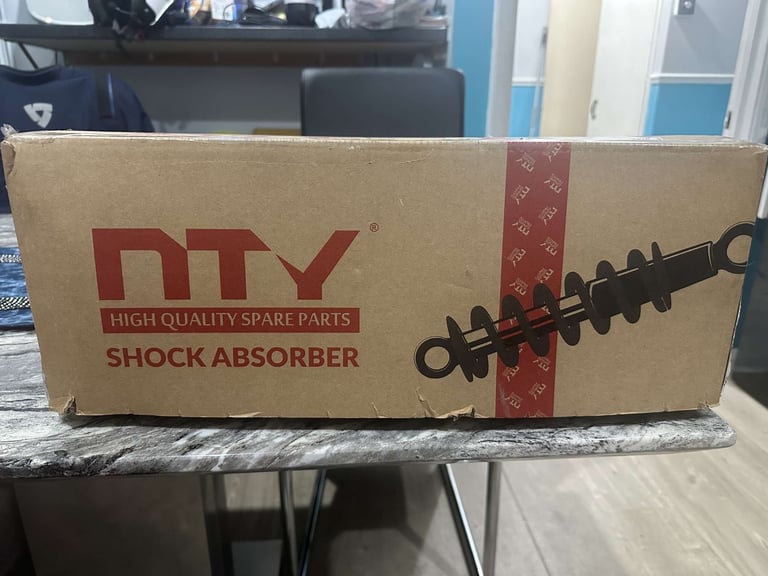 NTY®
HIGH QUALITY SPARE PARTS
SHOCK ABSORBER